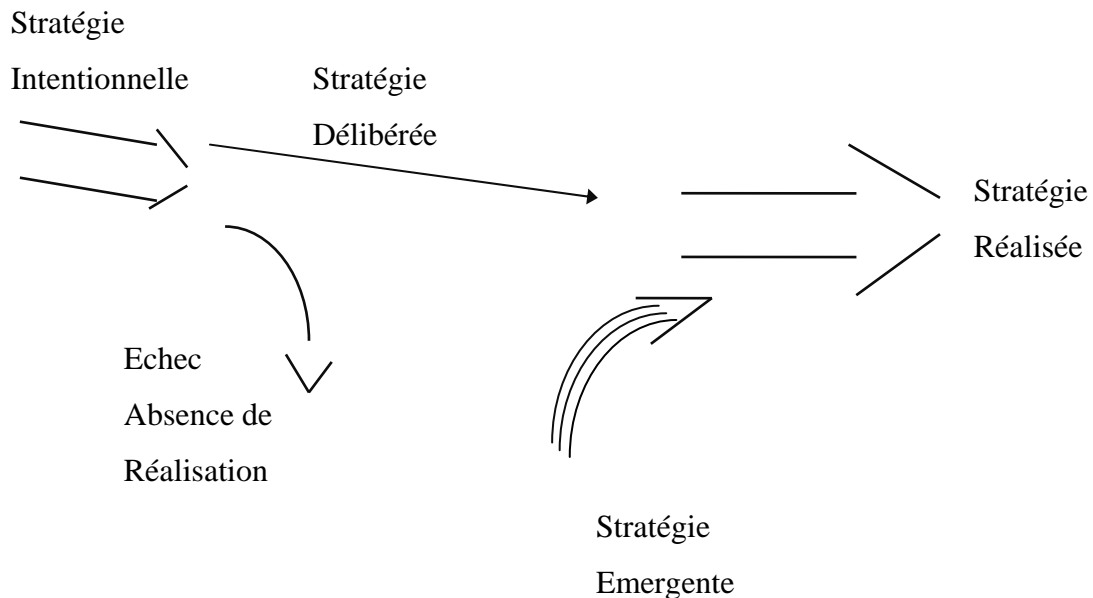 Stratégie
Intentionnelle
Stratégie
Délibérée
Stratégie
Réalisée
Echec
Absence de
Réalisation
Stratégie
Emergente